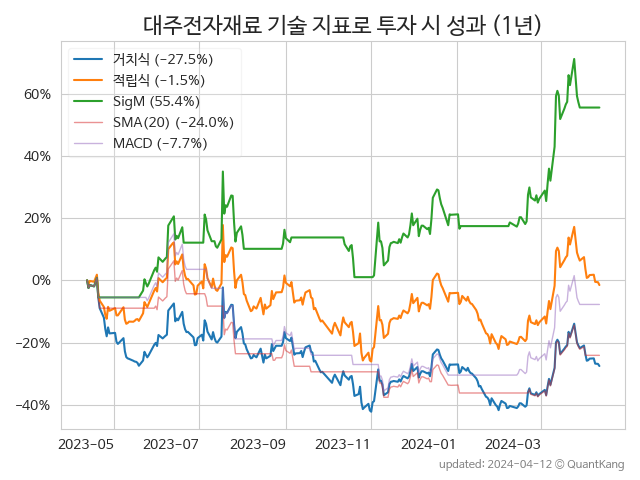 대주전자재료 기술 지표로 투자 시 성과 (1년)
거치식 (−27.5%)
적립식 (−1.5%)
SigM (55.4%)
SMA(20) (−24.0%)
MACD (−7.7%)
60%
40%
20%
0%
−20%
−40%
2023-05 2023-07 2023-09 2023-11 2024-01 2024-03
updated: 2024-04-12 © QuantKang